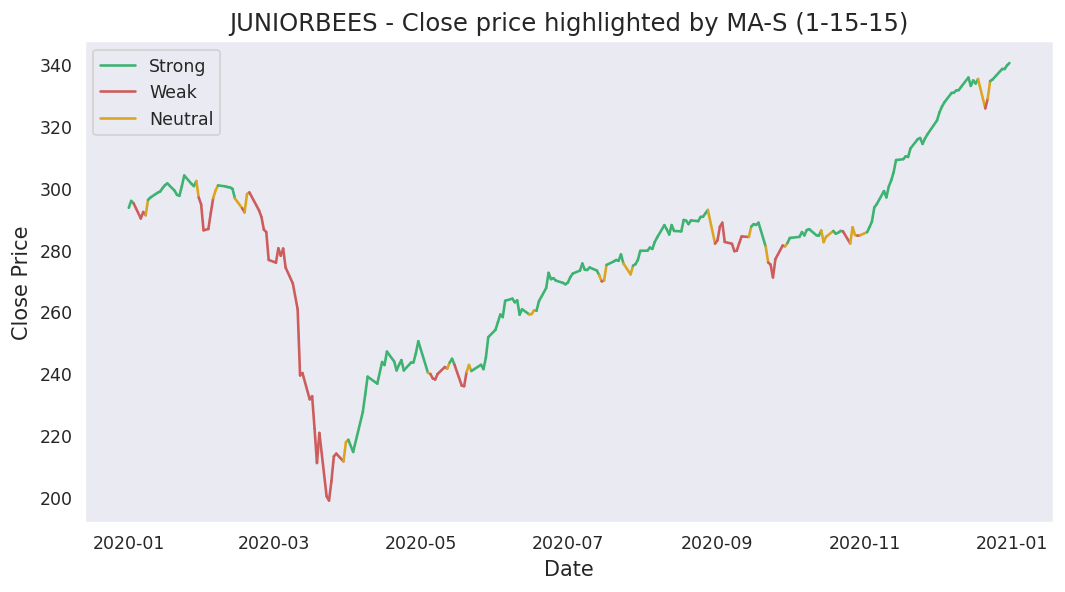 JUNIORBEES - Close price highlighted by MA-S (1-15-15)
Strong
Weak
Neutral
Close Price
340
320
300
280
260
240
220
200
2020-01 2020-03 2020-05 2020-07 2020-09 2020-11 2021-01
Date